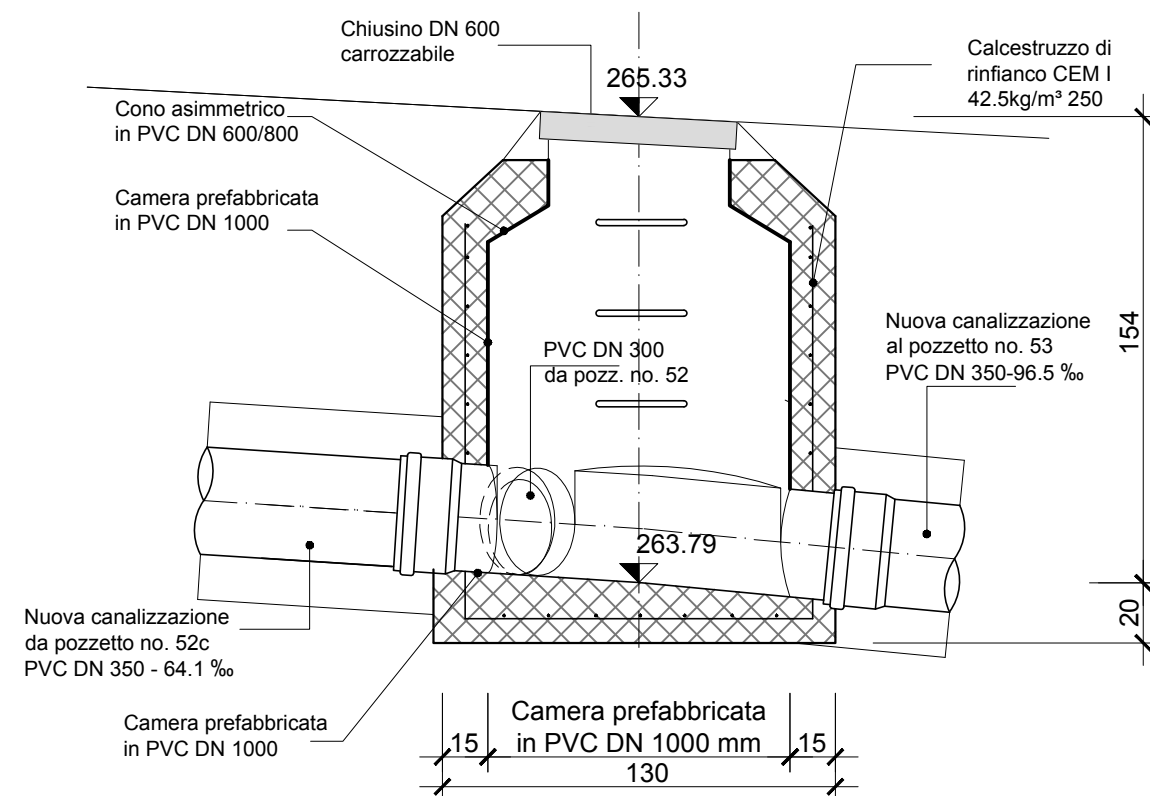 Chiusino DN 600
carrozzabile
265.33
Calcestruzzo di
rinfianco CEM I
42.5kg/m³ 250
Cono asimmetrico
in PVC DN 600/800
Camera prefabbricata
in PVC DN 1000
154
Nuova canalizzazione
al pozzetto no. 53
PVC DN 350-96.5 ‰
PVC DN 300
da pozz. no. 52
263.79
20
Nuova canalizzazione
da pozzetto no. 52c
PVC DN 350 - 64.1 ‰
Camera prefabbricata
in PVC DN 1000
15
Camera prefabbricata
in PVC DN 1000 mm
15
130